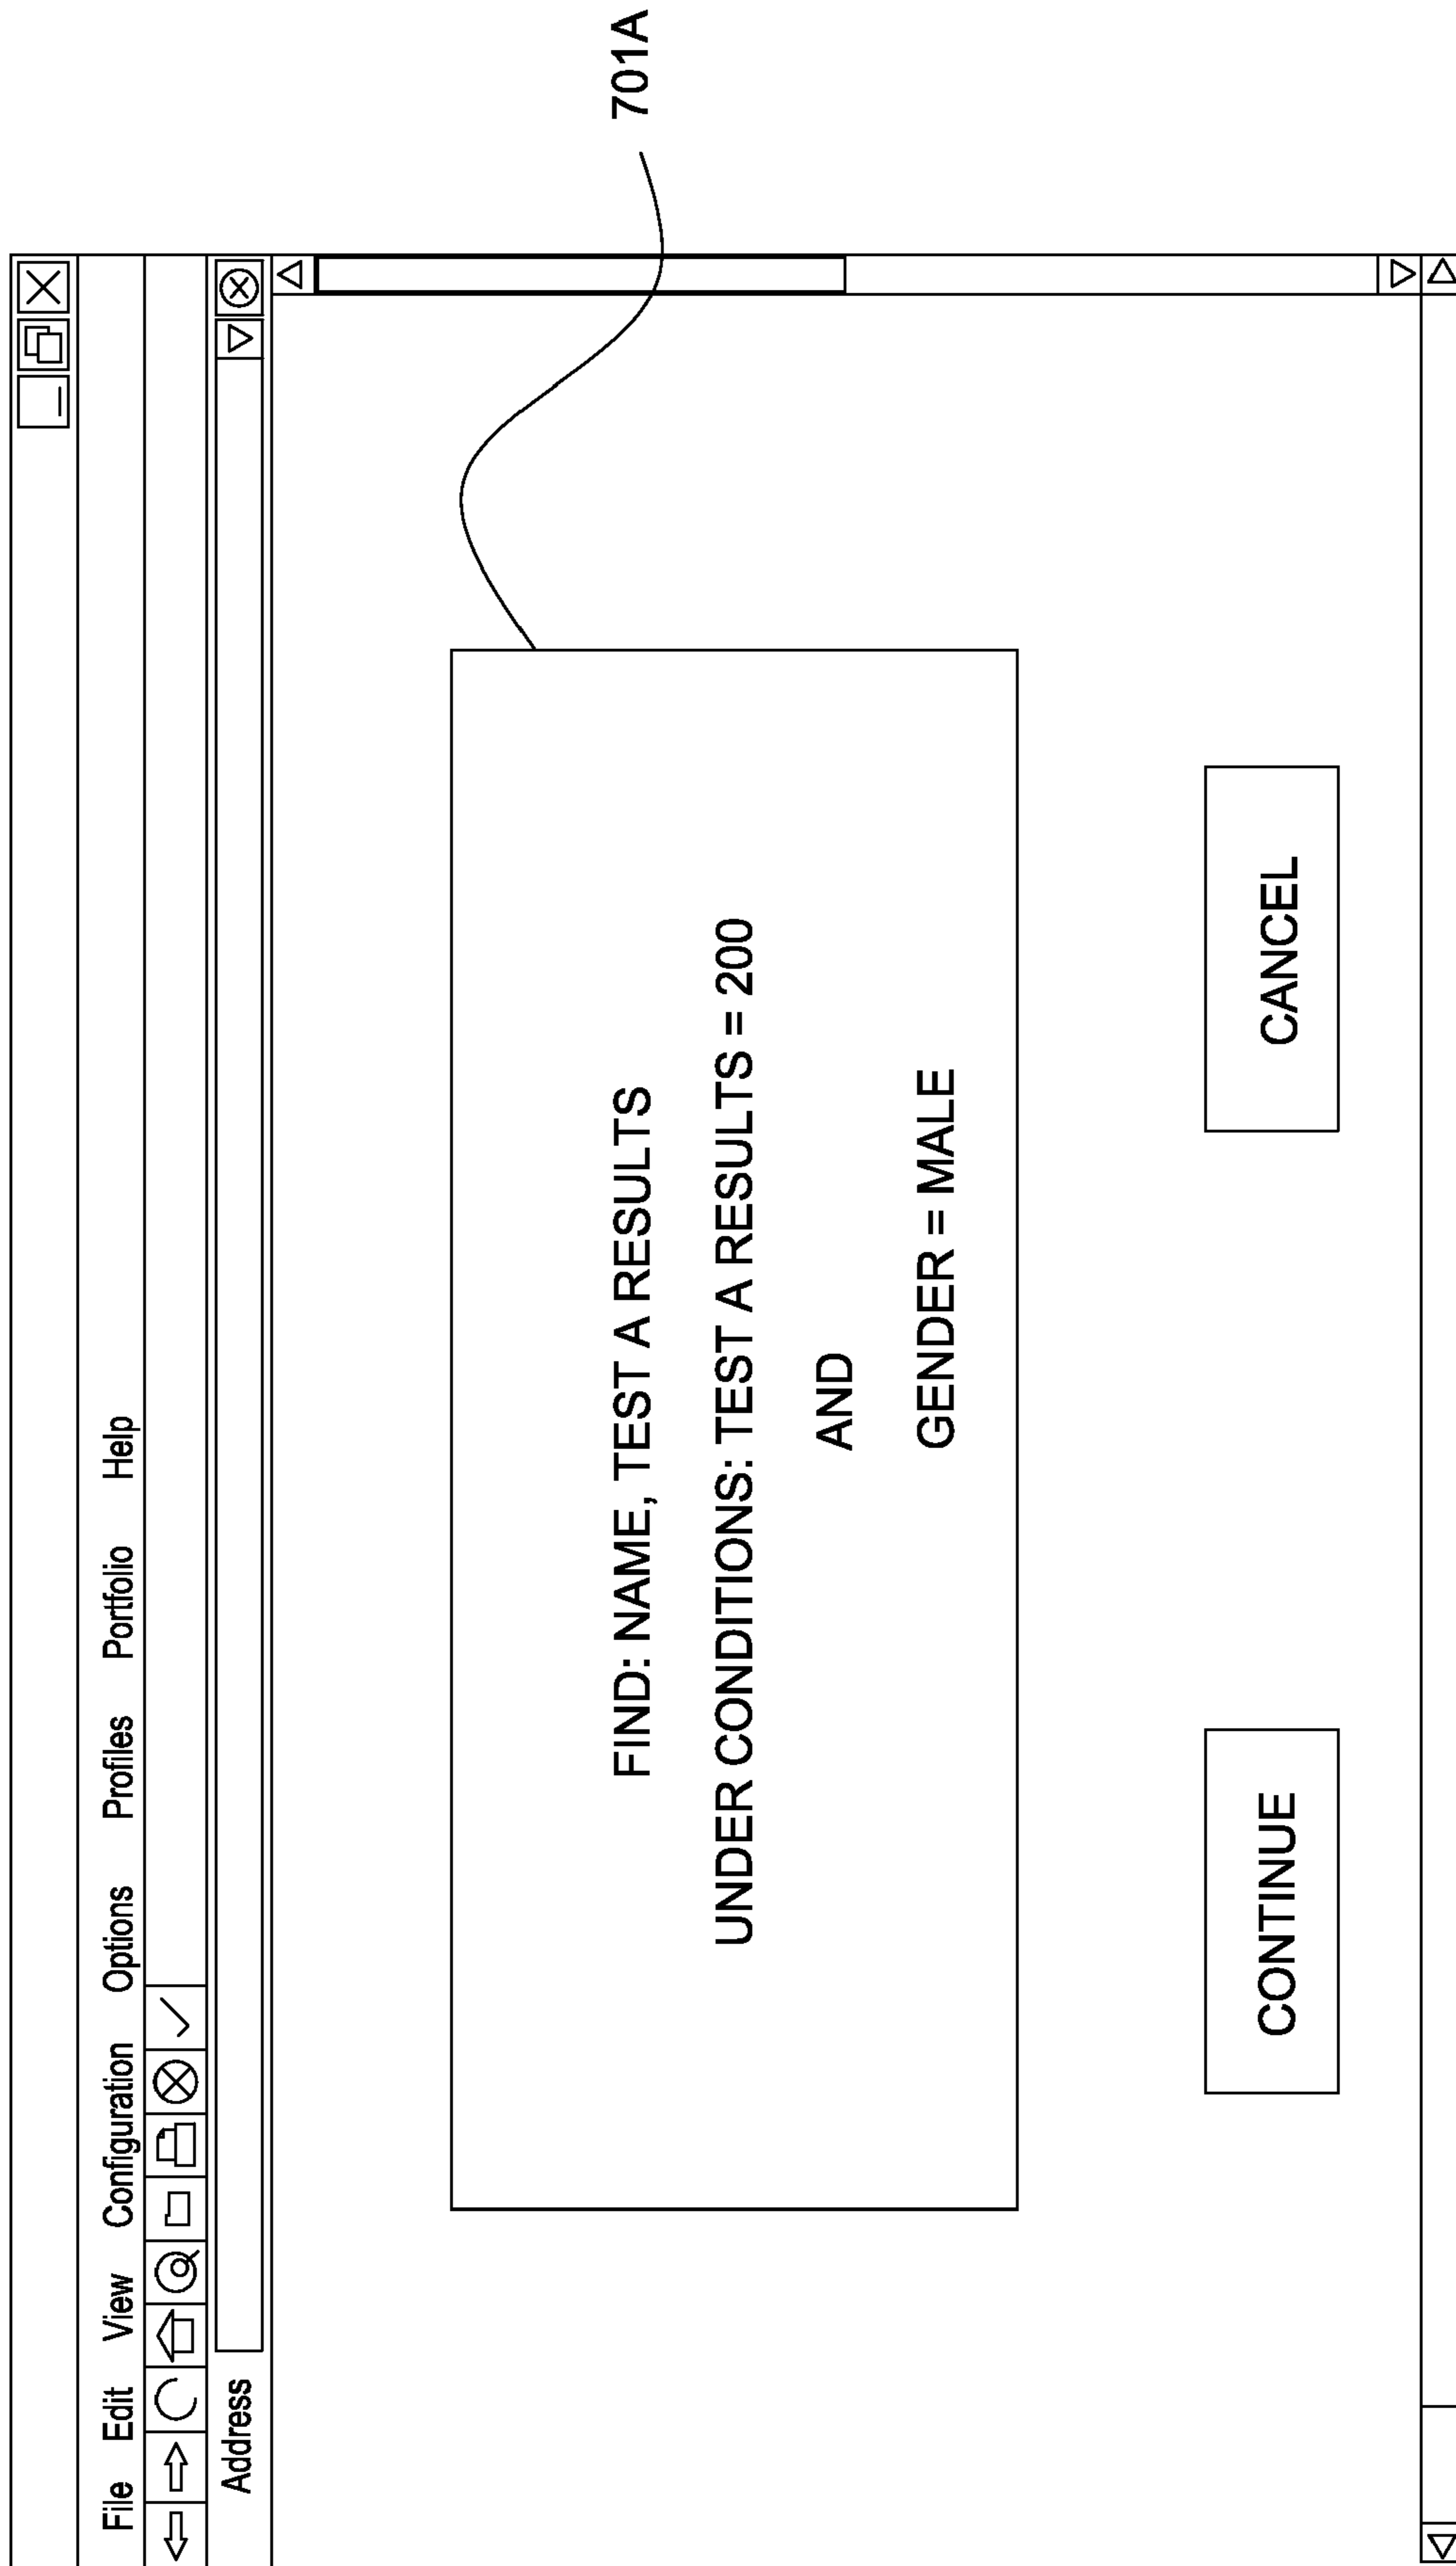 File Edit View Configuration Options Profiles Portfolio Help
Address
701A
FIND: NAME, TEST A RESULTS
UNDER CONDITIONS: TEST A RESULTS = 200
AND
GENDER = MALE
CONTINUE
CANCEL